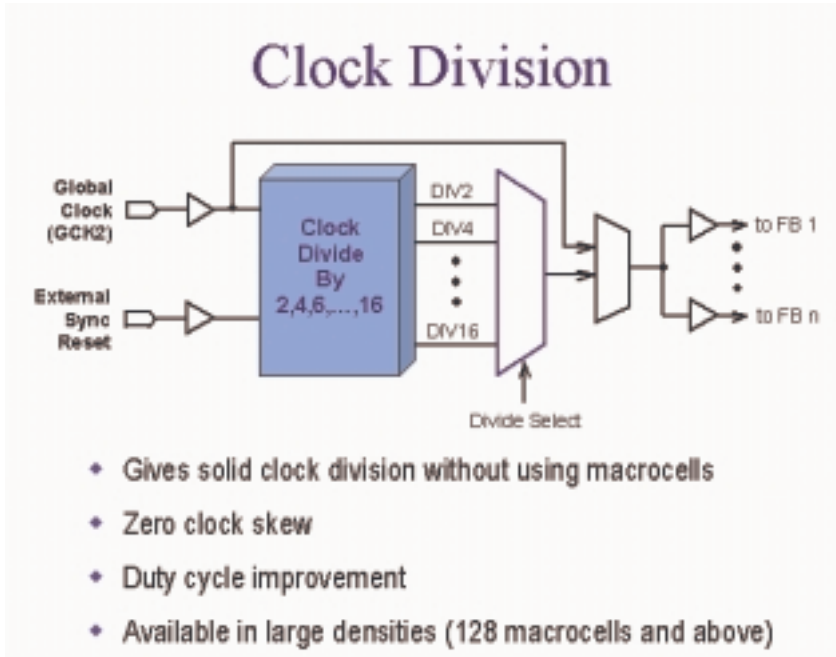 Clock Division
Global
Clock
(GCK2)
External
Sync
Reset
Clock
Divide
By
2,4,6,...,16
DIV2
DIV4
DIV16
Divide Select
to FB 1
to FB n
Gives solid clock division without using macrocells
Zero clock skew
Duty cycle improvement
Available in large densities (128 macrocells and above)